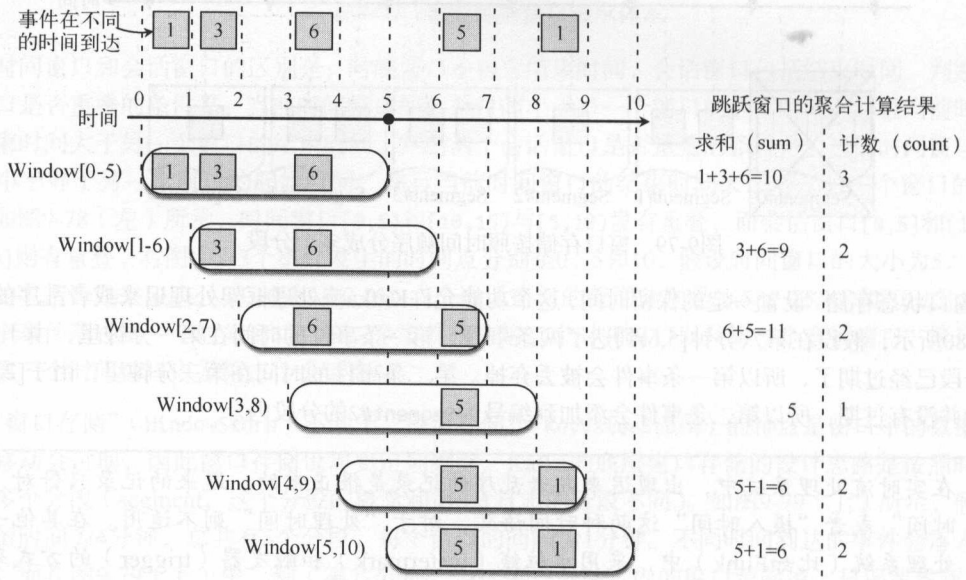 事件在不同
的时间到达
1 3 6 5 1
时间 1 2 3 4 5 6 7 8 9 10
跳跃窗口的聚合计算结果
求和（sum） 计数（count）
Window[0-5) 1 3 6 1+3+6=10 3
Window[1-6) 3 6 3+6=9 2
Window[2-7) 6 5 6+5=11 2
Window[3,8) 5 5 1
Window[4,9) 5 1 5+1=6 2
Window[5,10) 5 1 5+1=6 2